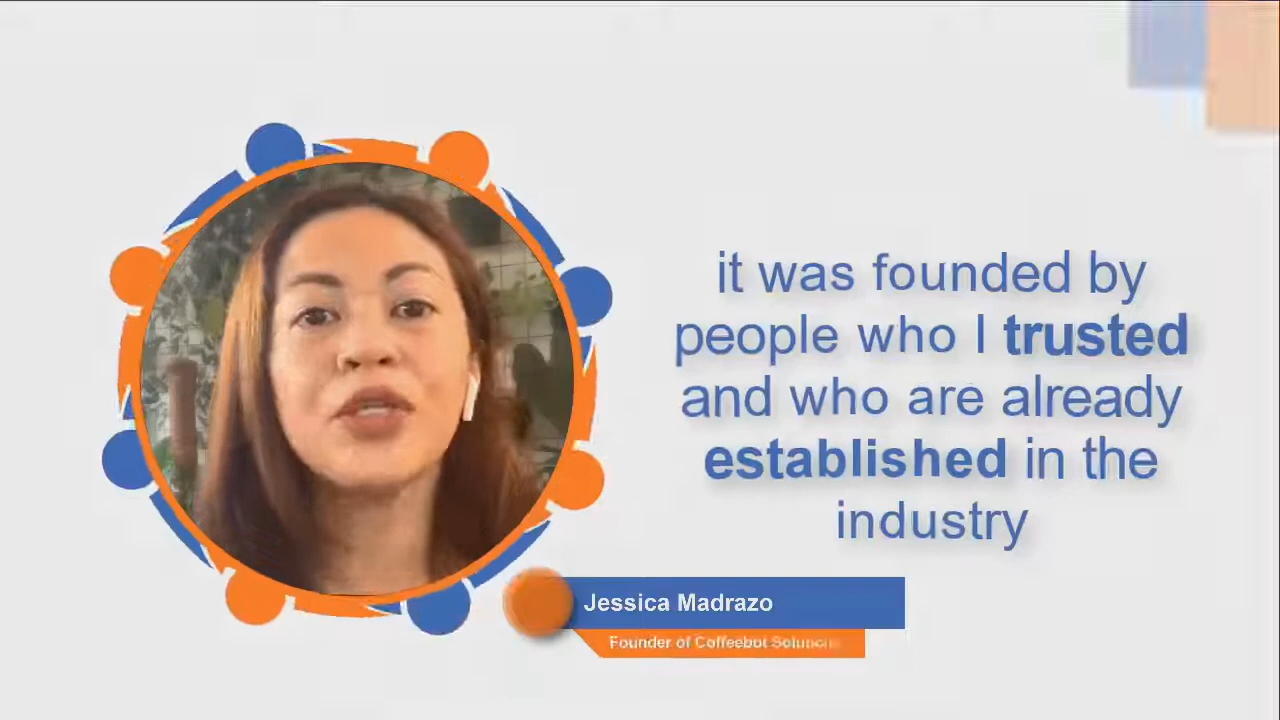 it was founded by
people who I trusted
and who are already
established in the
industry
Jessica Madrazo
Founder of Coffeebot